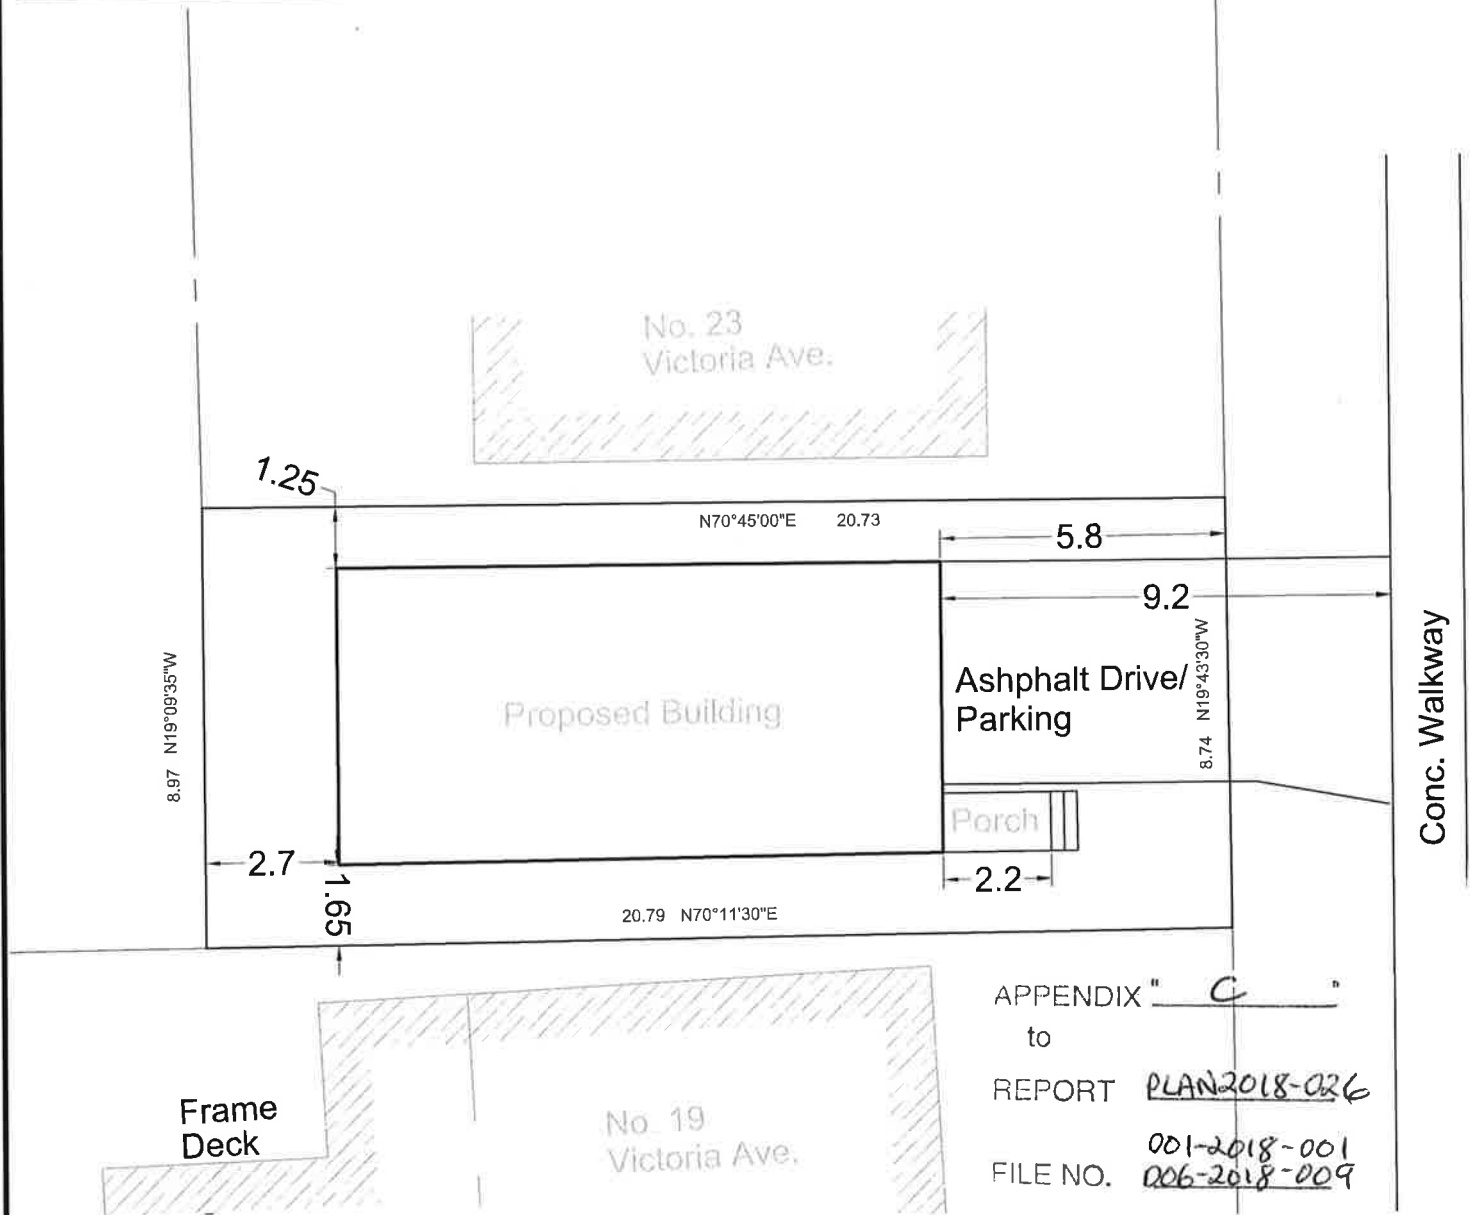 No. 23
Victoria Ave.
1.25
N70°45'00"E 20.73
5.8
9.2
8.97 N19°09'35"W
Proposed Building
Ashphalt Drive/
Parking
8.74 N19°43'30"W
Conc. Walkway
Porch
2.7
1.65
2.2
20.79 N70°11'30"E
APPENDIX " C "
to
REPORT PLAN2018-026
001-2018-001
FILE NO. D06-2018-009
Frame
Deck
No 19
Victoria Ave.